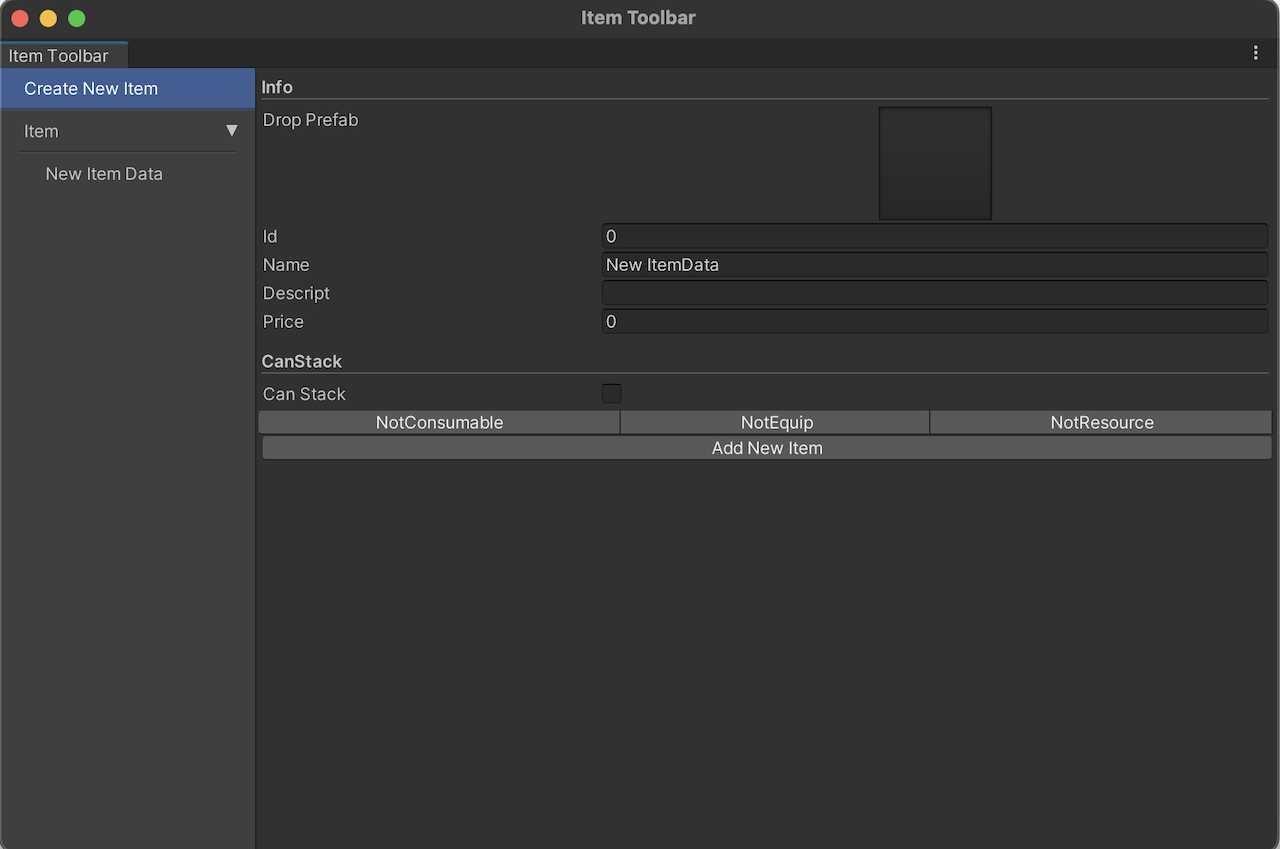 Item Toolbar
Item Toolbar
Create New Item
Item
New Item Data
Info
Drop Prefab
Id 0
Name New ItemData
Descript
Price 0
CanStack
Can Stack
NotConsumable NotEquip NotResource
Add New Item